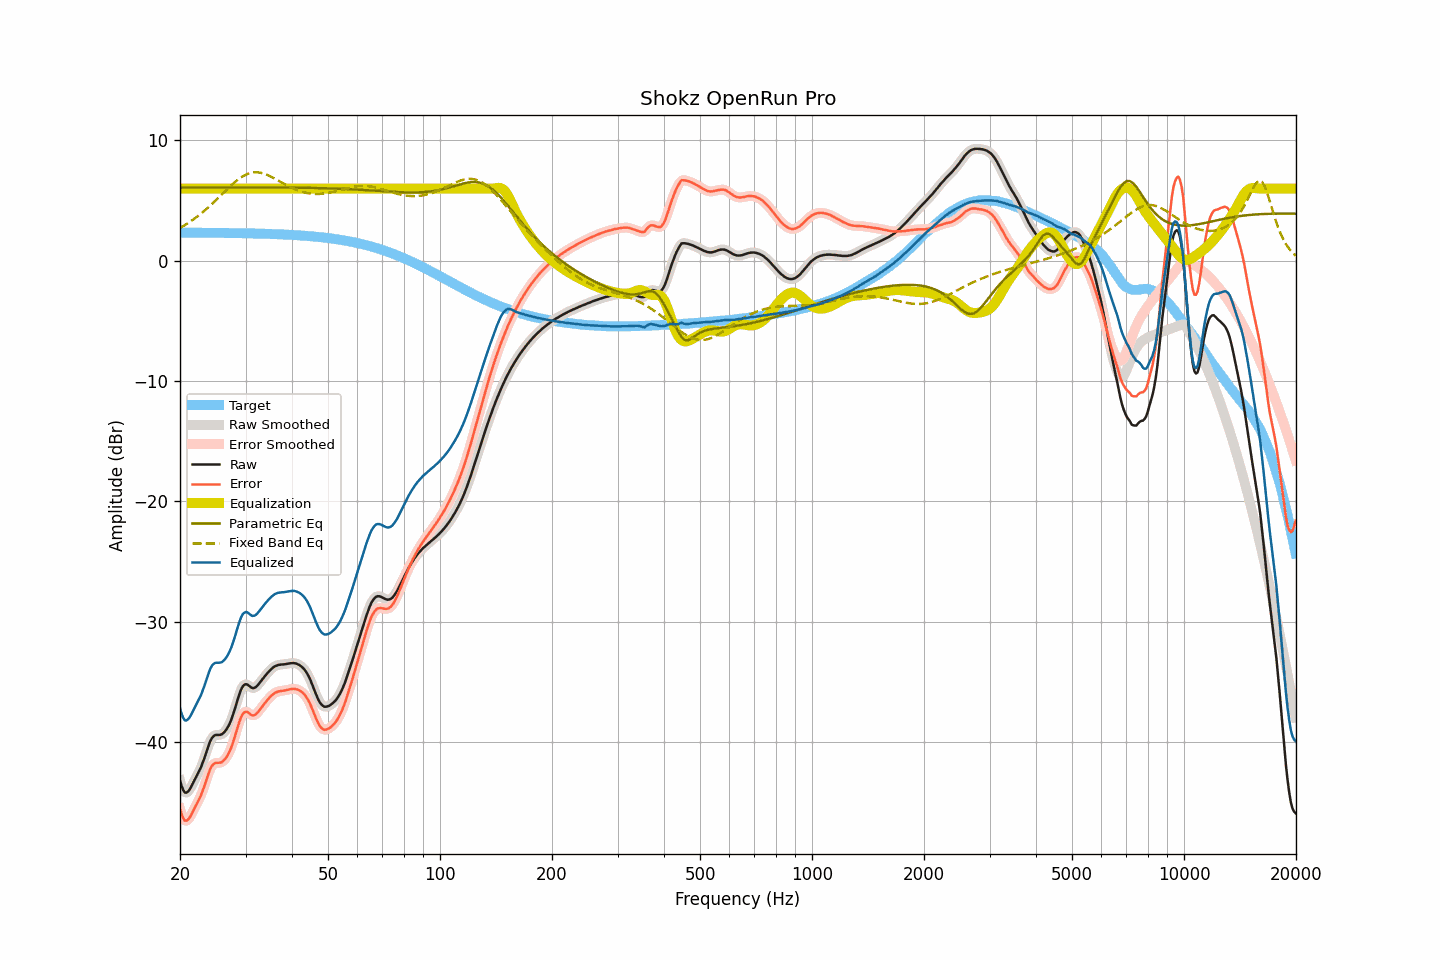 Shokz OpenRun Pro
Amplitude (dBr)
10
0
−10
−20
−30
−40
Target
Raw Smoothed
Error Smoothed
Raw
Error
Equalization
Parametric Eq
Fixed Band Eq
Equalized
20 50 100 200 500 1000 2000 5000 10000 20000
Frequency (Hz)